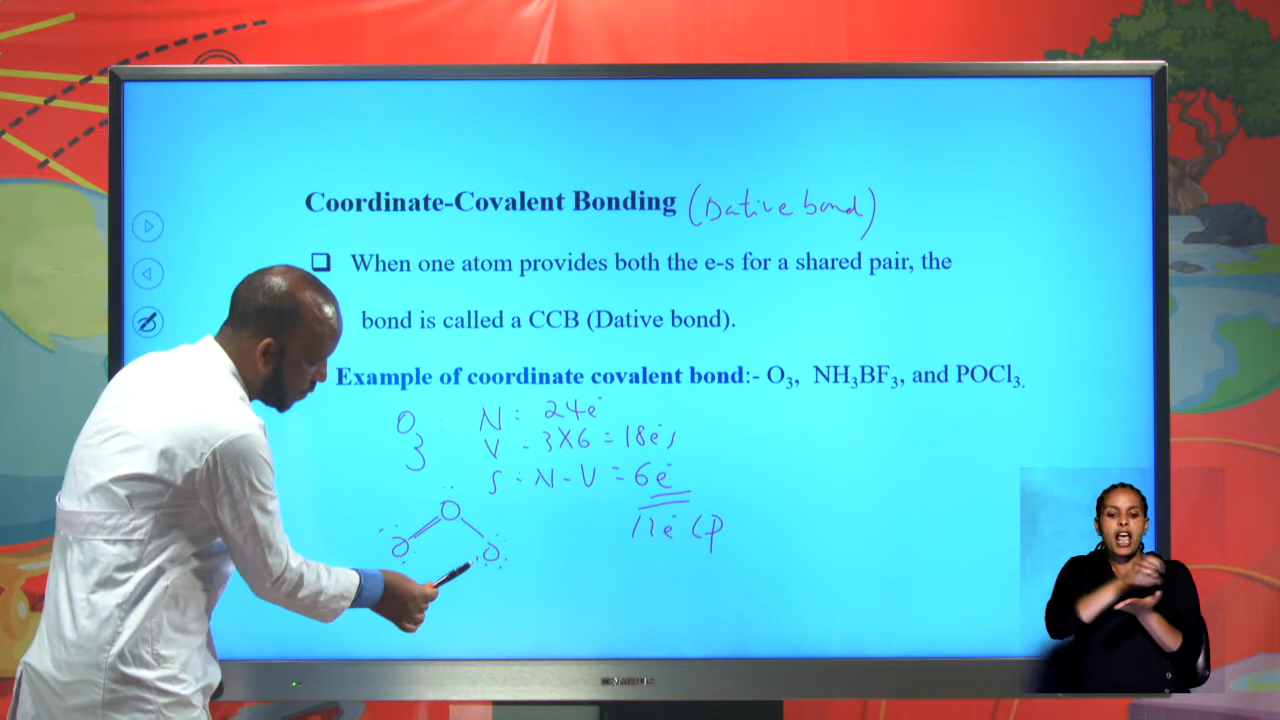 Coordinate-Covalent Bonding (Dative bond)
When one atom provides both the e-s for a shared pair, the
bond is called a CCB (Dative bond).
Example of coordinate covalent bond:- O₃, NH₃BF₃, and POCl₃.
O₃ : N : 24e⁻
V - 3X6 = 18e⁻s
S : N - V = 6e⁻
O
O O